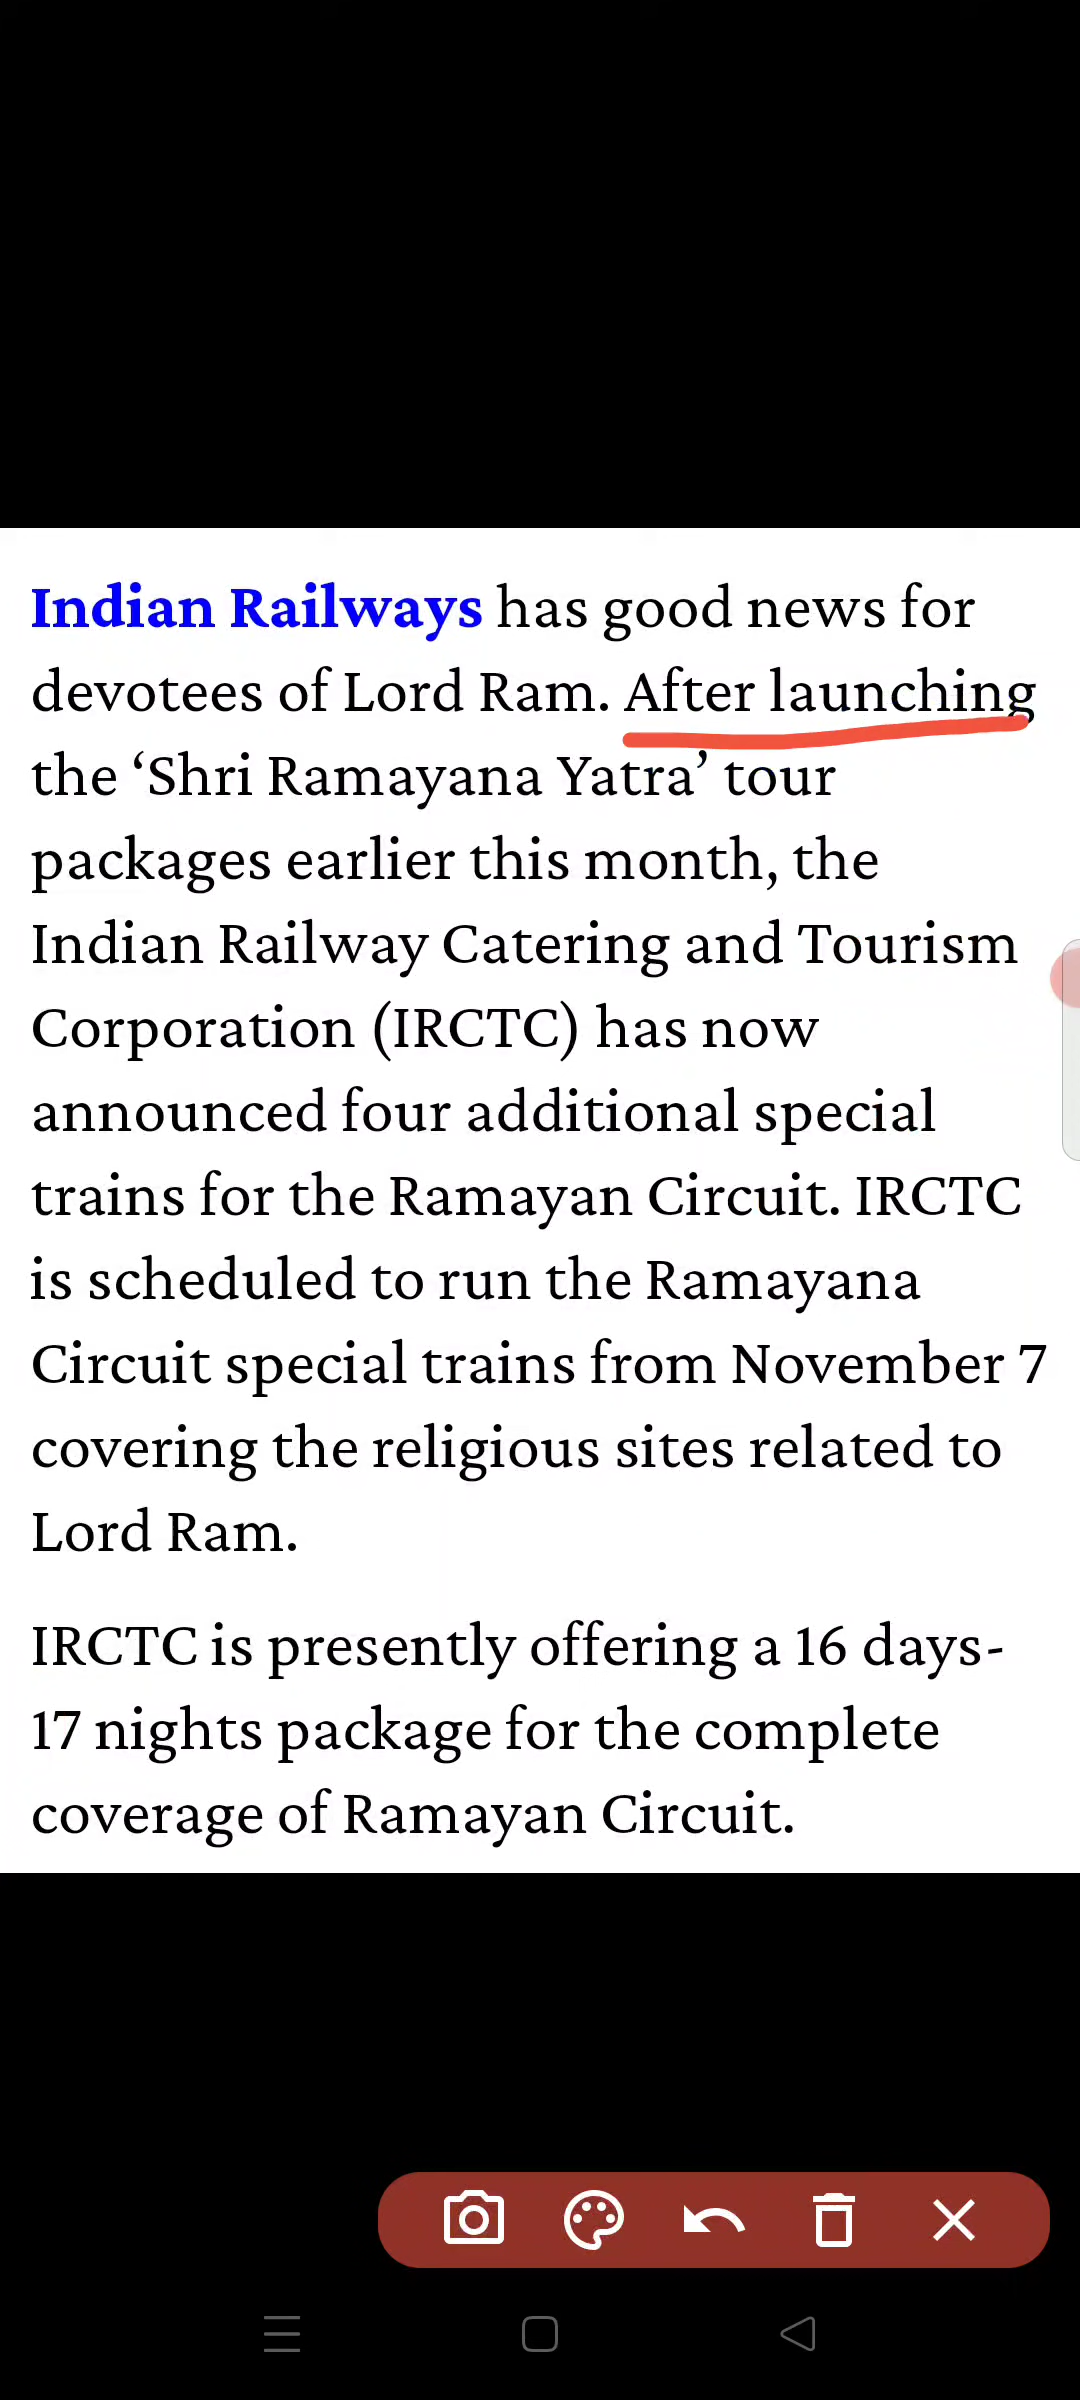 Indian Railways has good news for
devotees of Lord Ram. After launching
the ‘Shri Ramayana Yatra’ tour
packages earlier this month, the
Indian Railway Catering and Tourism
Corporation (IRCTC) has now
announced four additional special
trains for the Ramayan Circuit. IRCTC
is scheduled to run the Ramayana
Circuit special trains from November 7
covering the religious sites related to
Lord Ram.
IRCTC is presently offering a 16 days-
17 nights package for the complete
coverage of Ramayan Circuit.